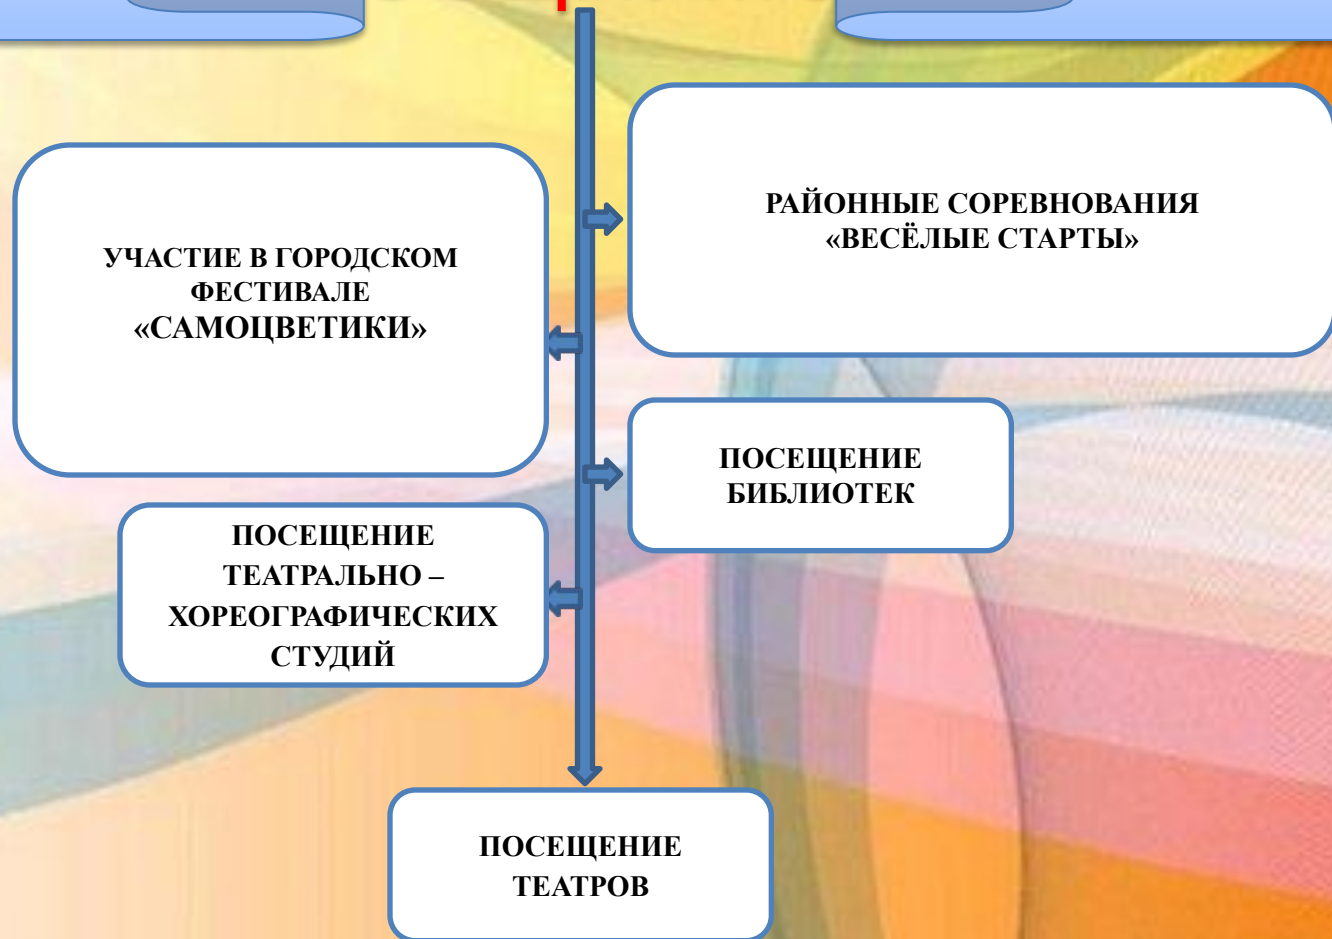 РАЙОННЫЕ СОРЕВНОВАНИЯ
«ВЕСЁЛЫЕ СТАРТЫ»
УЧАСТИЕ В ГОРОДСКОМ
ФЕСТИВАЛЕ
«САМОЦВЕТИКИ»
ПОСЕЩЕНИЕ
БИБЛИОТЕК
ПОСЕЩЕНИЕ
ТЕАТРАЛЬНО –
ХОРЕОГРАФИЧЕСКИХ
СТУДИЙ
ПОСЕЩЕНИЕ
ТЕАТРОВ